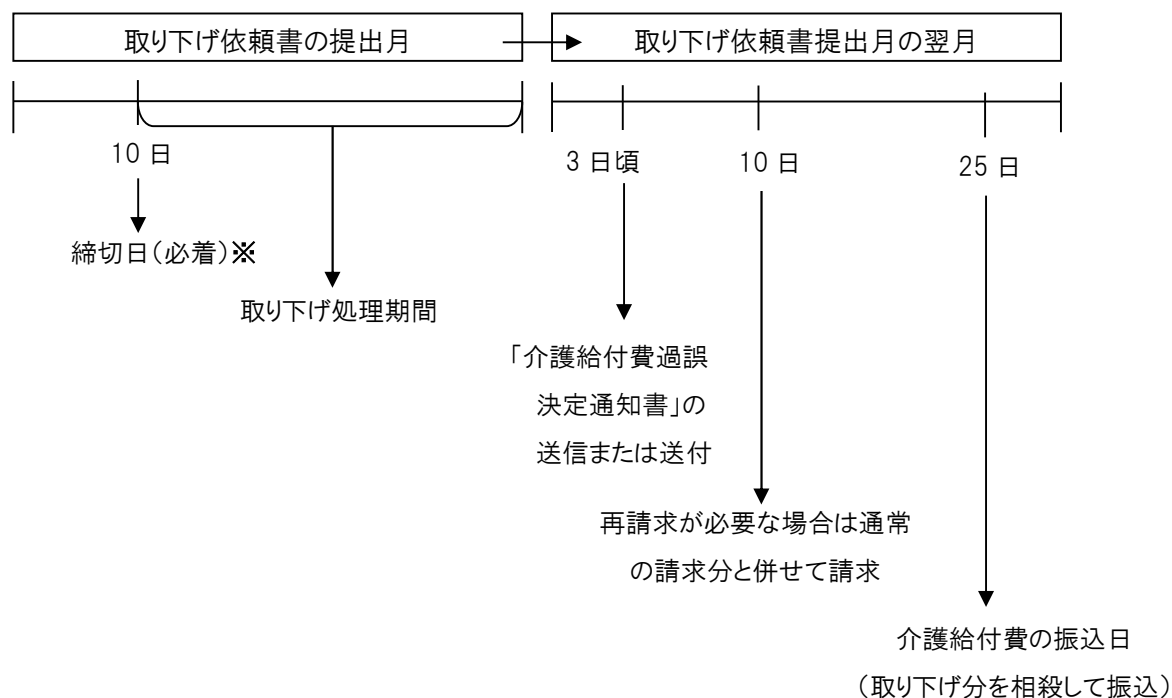 取り下げ依頼書の提出月
取り下げ依頼書提出月の翌月
10 日
3 日頃
10 日
25 日
締切日(必着)※
取り下げ処理期間
「介護給付費過誤
決定通知書」の
送信または送付
再請求が必要な場合は通常
の請求分と併せて請求
介護給付費の振込日
(取り下げ分を相殺して振込)